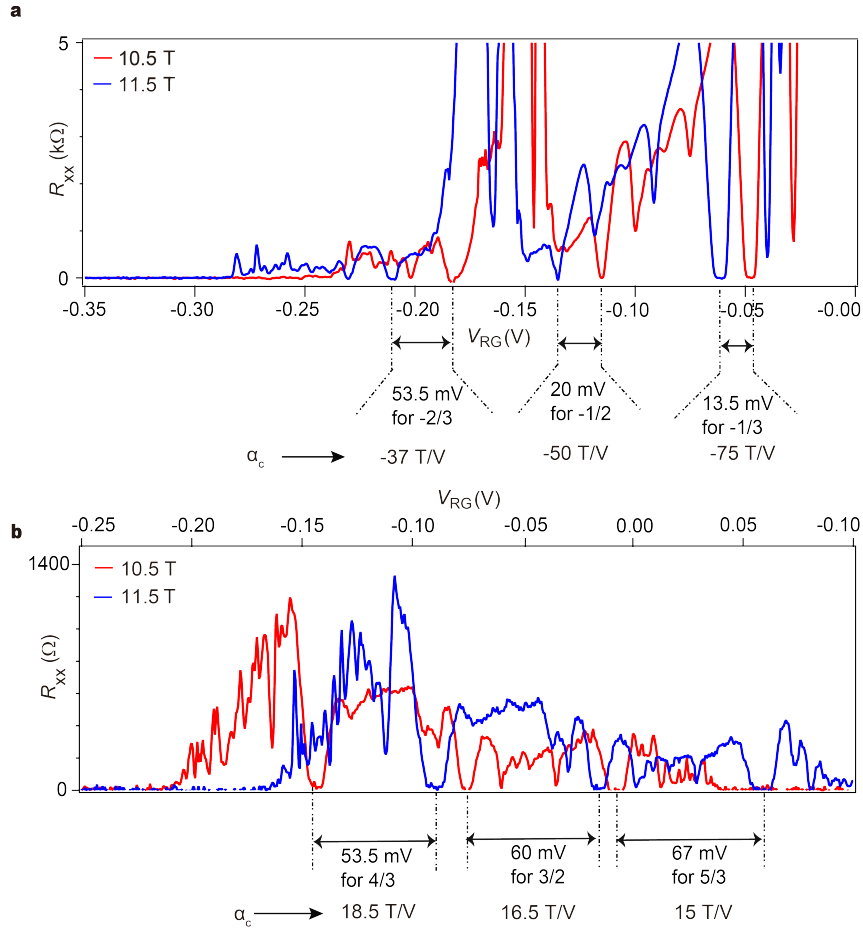 a
5
10.5 T
11.5 T
Rxx (kΩ)
0
-0.35 -0.30 -0.25 -0.20 -0.15 -0.10 -0.05 -0.00
VRG (V)
53.5 mV for -2/3
20 mV for -1/2
13.5 mV for -1/3
αc -37 T/V -50 T/V -75 T/V
VRG (V)
b
-0.25 -0.20 -0.15 -0.10 -0.05 0.00 0.05 -0.10
1400
10.5 T
11.5 T
Rxx (Ω)
0
53.5 mV for 4/3
60 mV for 3/2
67 mV for 5/3
αc 18.5 T/V 16.5 T/V 15 T/V